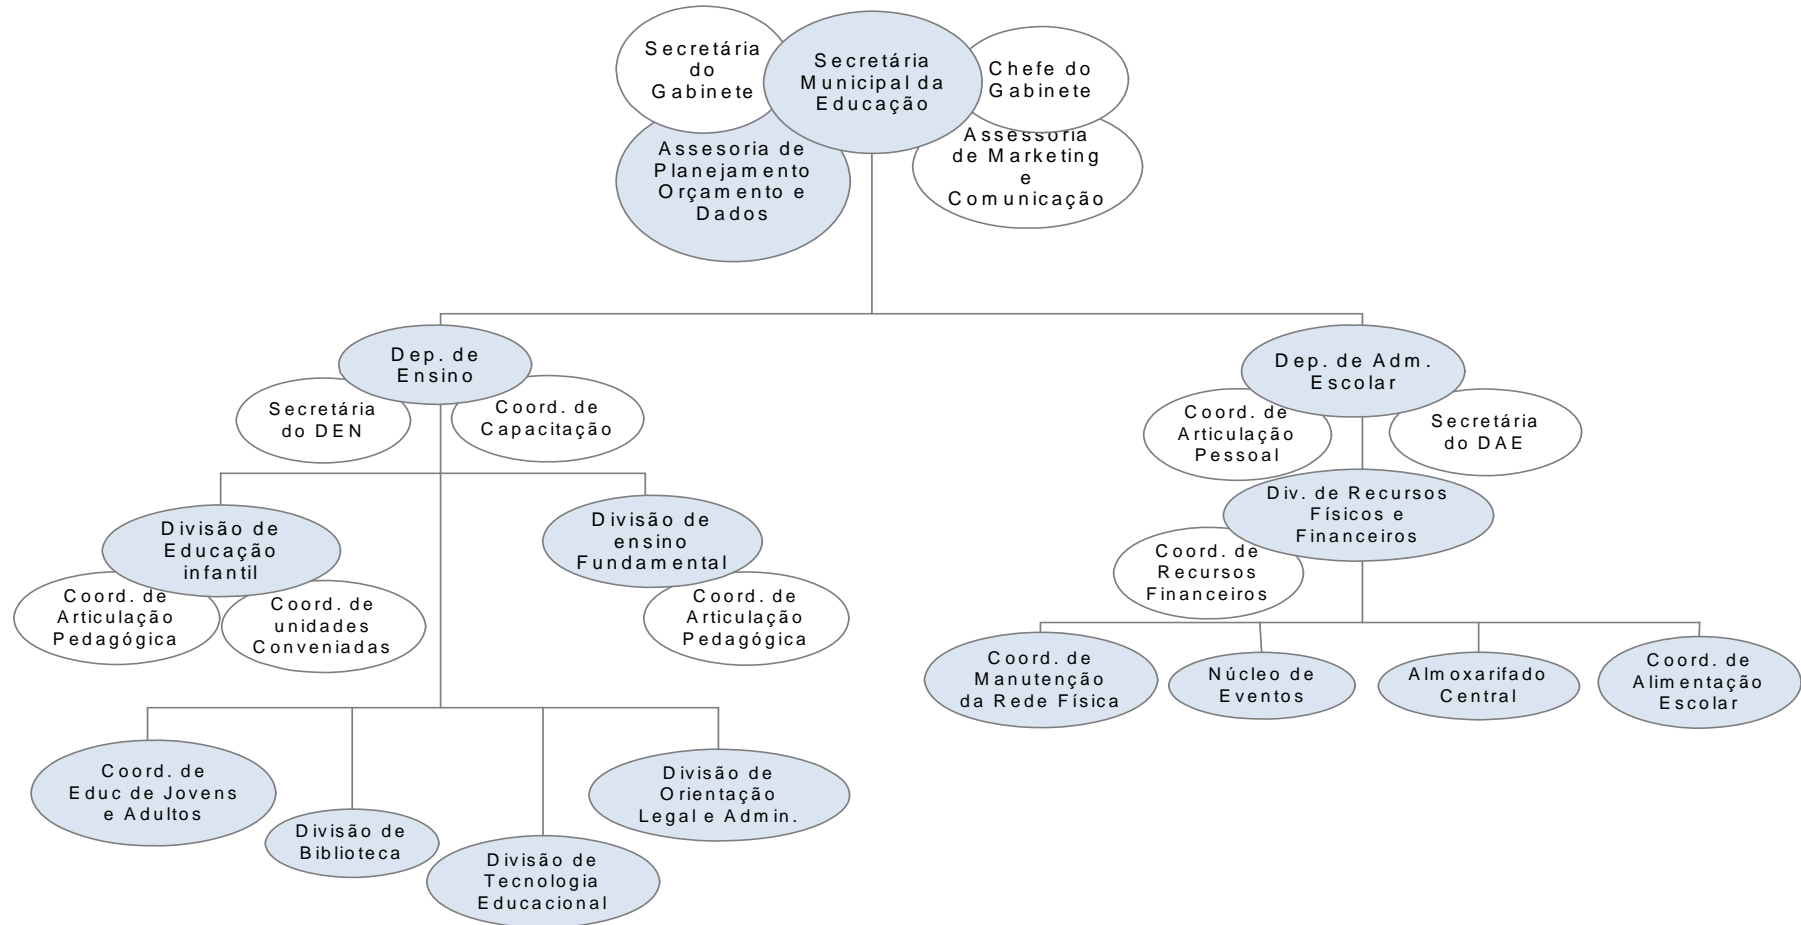 Secretária
do
Gabinete
Secretária
Municipal da
Educação
Chefe do
Gabinete
Assesoria de
Planejamento
Orçamento e
Dados
Assessoria
de Marketing
e
Comunicação
Dep. de
Ensino
Dep. de Adm.
Escolar
Secretária
do DEN
Coord. de
Capacitação
Coord. de
Articulação
Pessoal
Secretária
do DAE
Div. de Recursos
Físicos e
Financeiros
Divisão de
Educação
infantil
Divisão de
ensino
Fundamental
Coord. de
Recursos
Financeiros
Coord. de
Articulação
Pedagógica
Coord. de
unidades
Conveniadas
Coord. de
Articulação
Pedagógica
Coord. de
Manutenção
da Rede Física
Núcleo de
Eventos
Almoxarifado
Central
Coord. de
Alimentação
Escolar
Coord. de
Educ de Jovens
e Adultos
Divisão de
Biblioteca
Divisão de
Tecnologia
Educacional
Divisão de
Orientação
Legal e Admin.